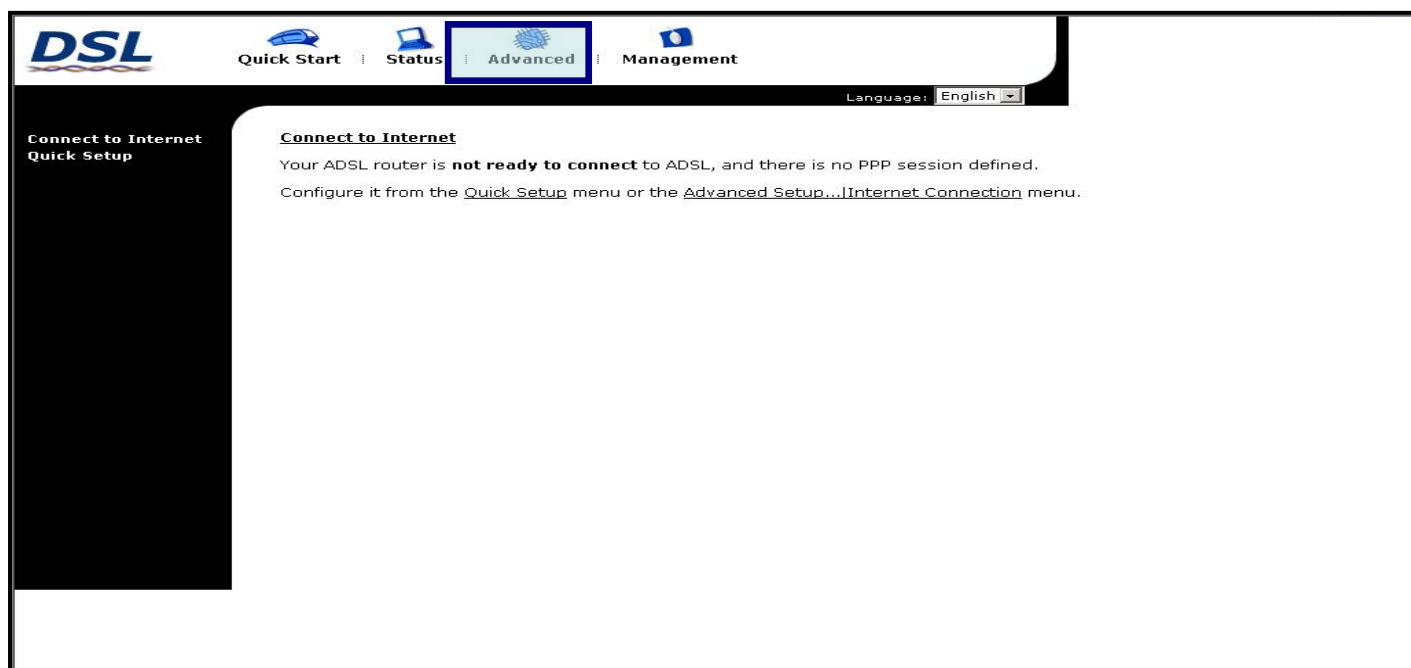 DSL
Quick Start | Status | Advanced | Management
Language: English
Connect to Internet
Quick Setup
Connect to Internet
Your ADSL router is not ready to connect to ADSL, and there is no PPP session defined.
Configure it from the Quick Setup menu or the Advanced Setup...|Internet Connection menu.